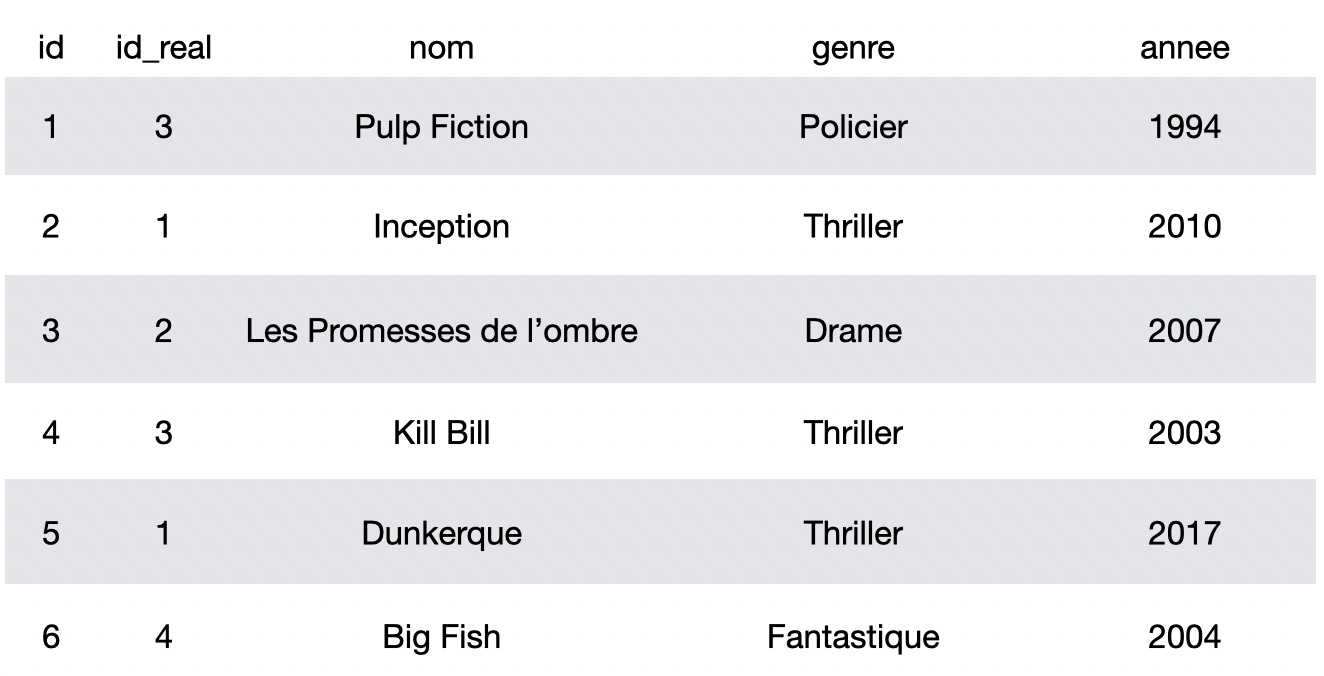 id id_real nom genre annee
1 3 Pulp Fiction Policier 1994
2 1 Inception Thriller 2010
3 2 Les Promesses de l’ombre Drame 2007
4 3 Kill Bill Thriller 2003
5 1 Dunkerque Thriller 2017
6 4 Big Fish Fantastique 2004